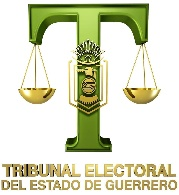 TRIBUNAL ELECTORAL
DEL ESTADO DE GUERRERO